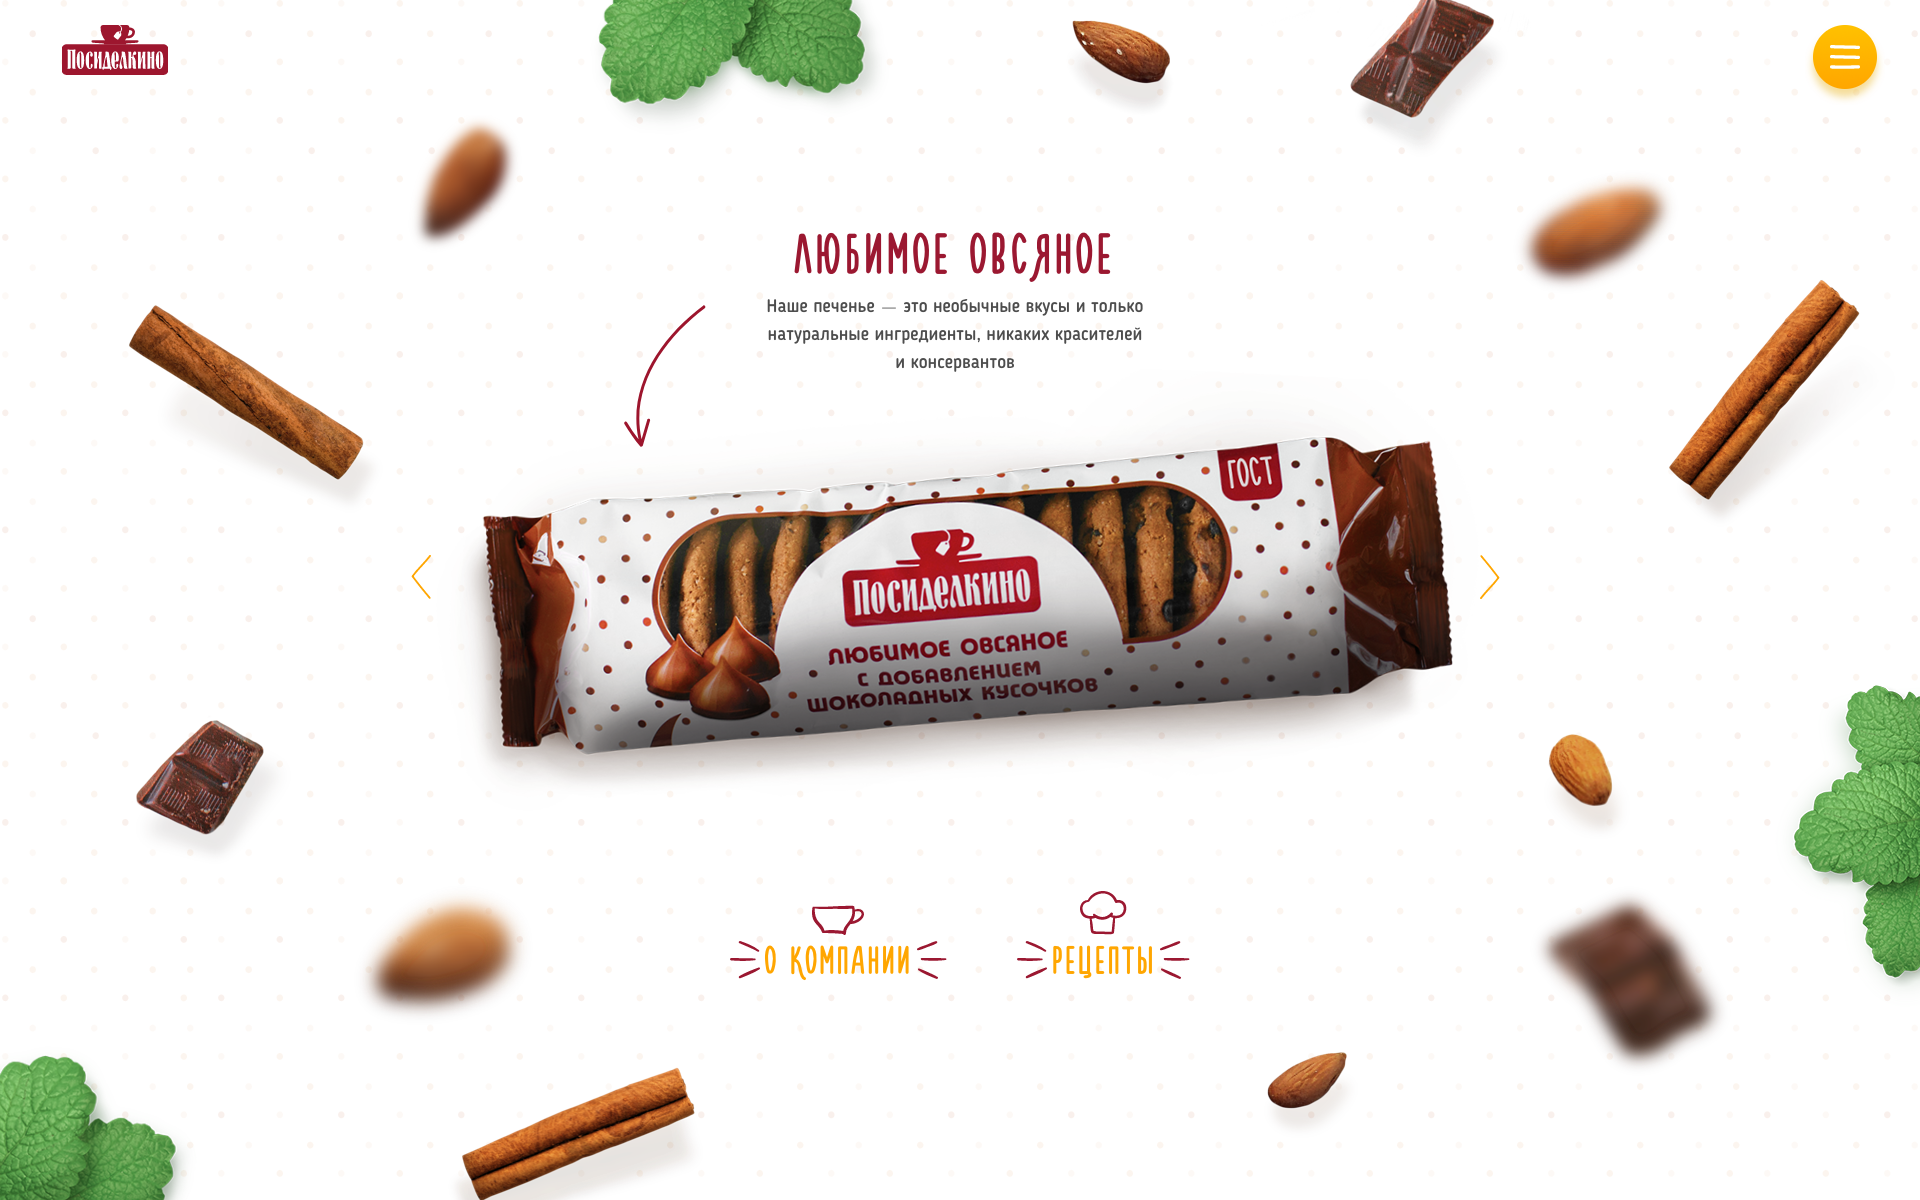 Посиделкино
ЛЮБИМОЕ ОВСЯНОЕ
Наше печенье — это необычные вкусы и только
натуральные ингредиенты, никаких красителей
и консервантов
ГОСТ
Посиделкино
ЛЮБИМОЕ ОВСЯНОЕ
С ДОБАВЛЕНИЕМ
ШОКОЛАДНЫХ КУСОЧКОВ
О КОМПАНИИ
РЕЦЕПТЫ